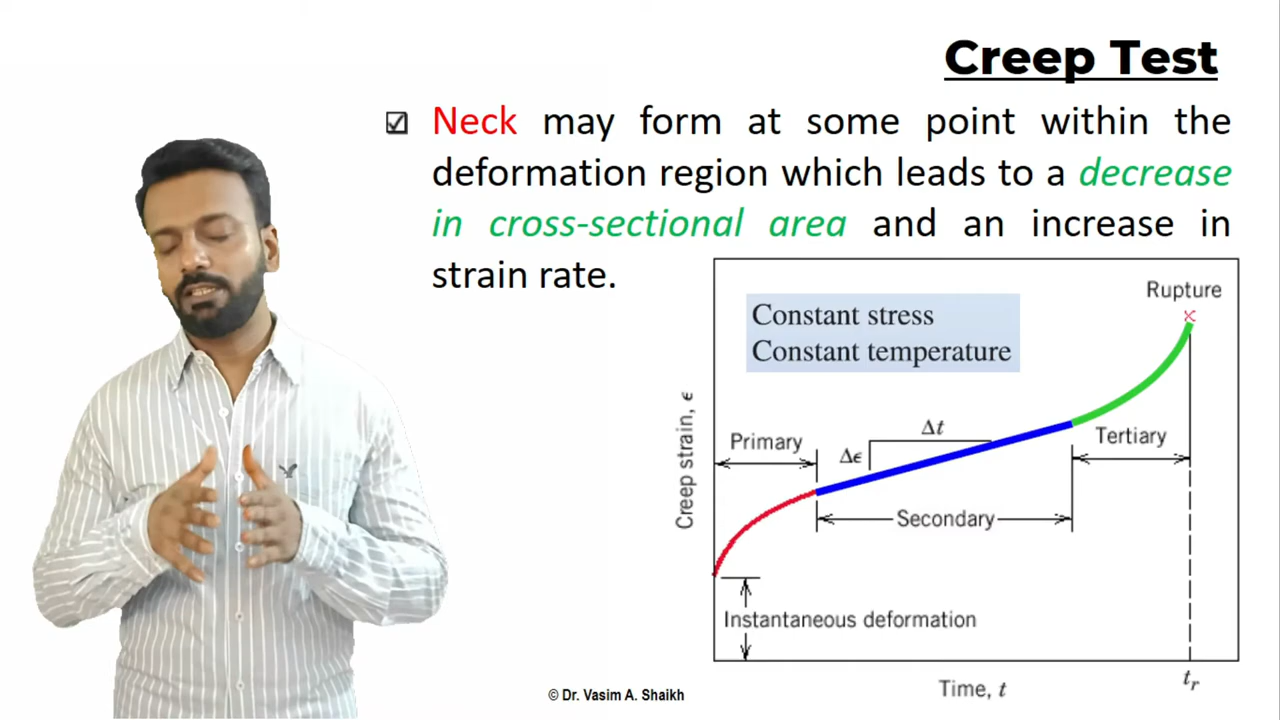 Creep Test
Neck may form at some point within the
deformation region which leads to a decrease
in cross-sectional area and an increase in
strain rate.
Rupture
×
Constant stress
Constant temperature
Creep strain, ϵ
Primary
Δt
Δϵ
Tertiary
Secondary
Instantaneous deformation
Time, t
tᵣ
© Dr. Vasim A. Shaikh